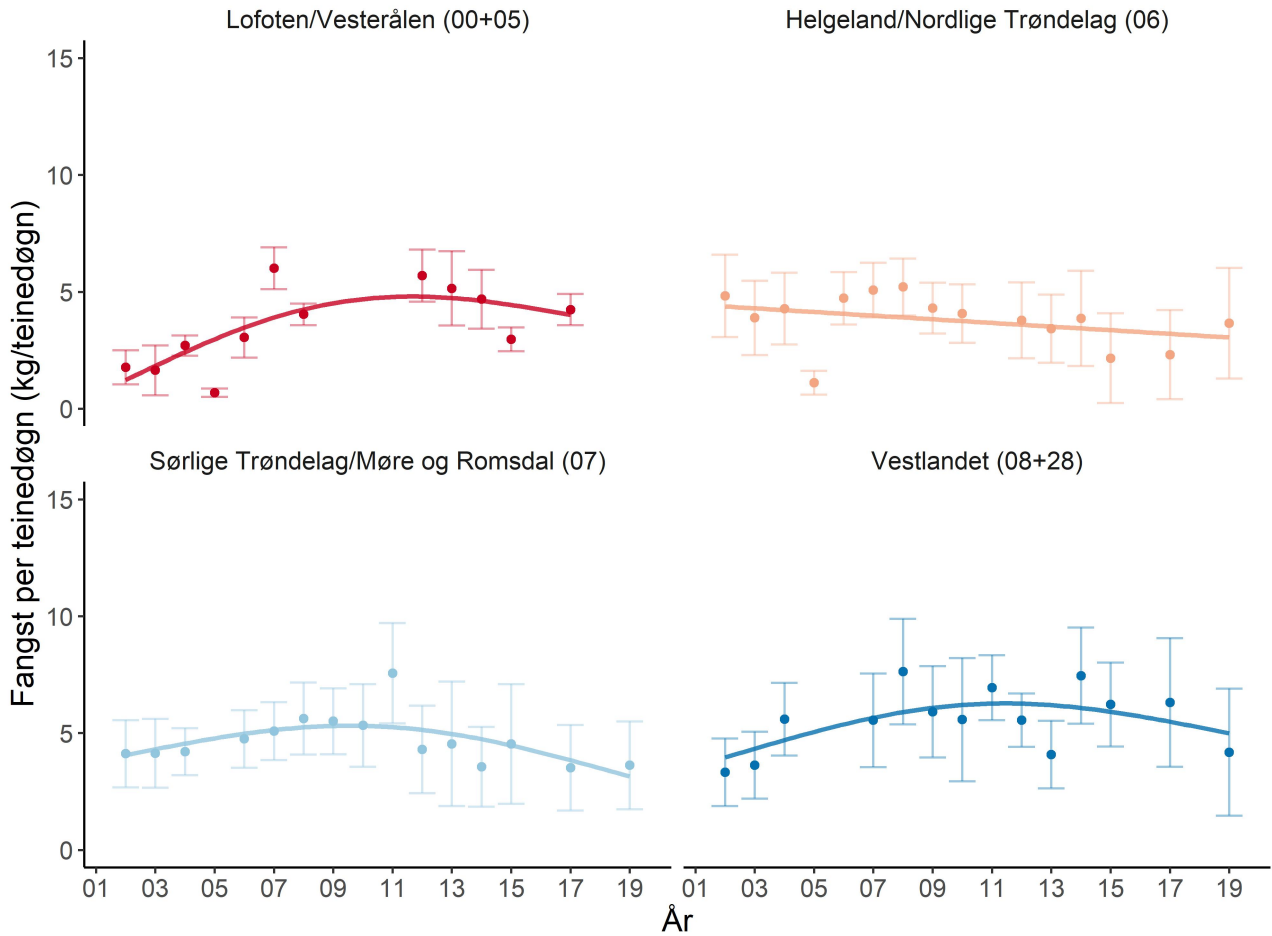 Lofoten/Vesterålen (00+05)
Helgeland/Nordlige Trøndelag (06)
15
10
5
0
Fangst per teinedøgn (kg/teinedøgn)
Sørlige Trøndelag/Møre og Romsdal (07)
Vestlandet (08+28)
15
10
5
0
01 03 05 07 09 11 13 15 17 19
01 03 05 07 09 11 13 15 17 19
År